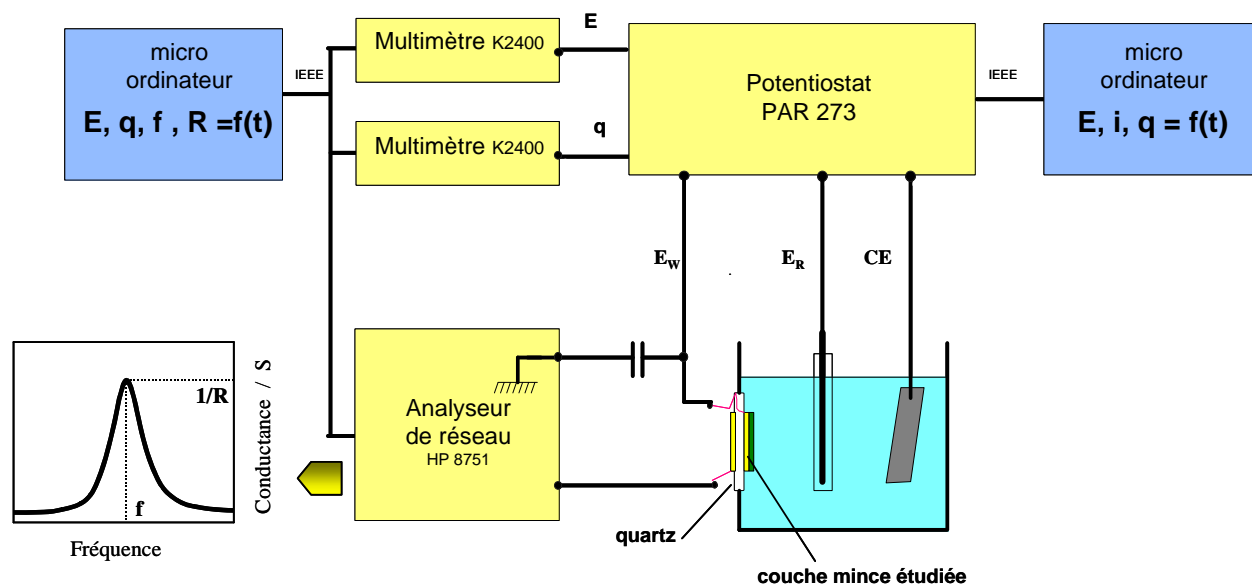 micro
ordinateur
E, q, f , R =f(t)
IEEE
Multimètre K2400
E
Multimètre K2400
q
Potentiostat
PAR 273
IEEE
micro
ordinateur
E, i, q = f(t)
EW
ER
CE
1/R
f
Fréquence
Conductance / S
Analyseur
de réseau
HP 8751
quartz
couche mince étudiée